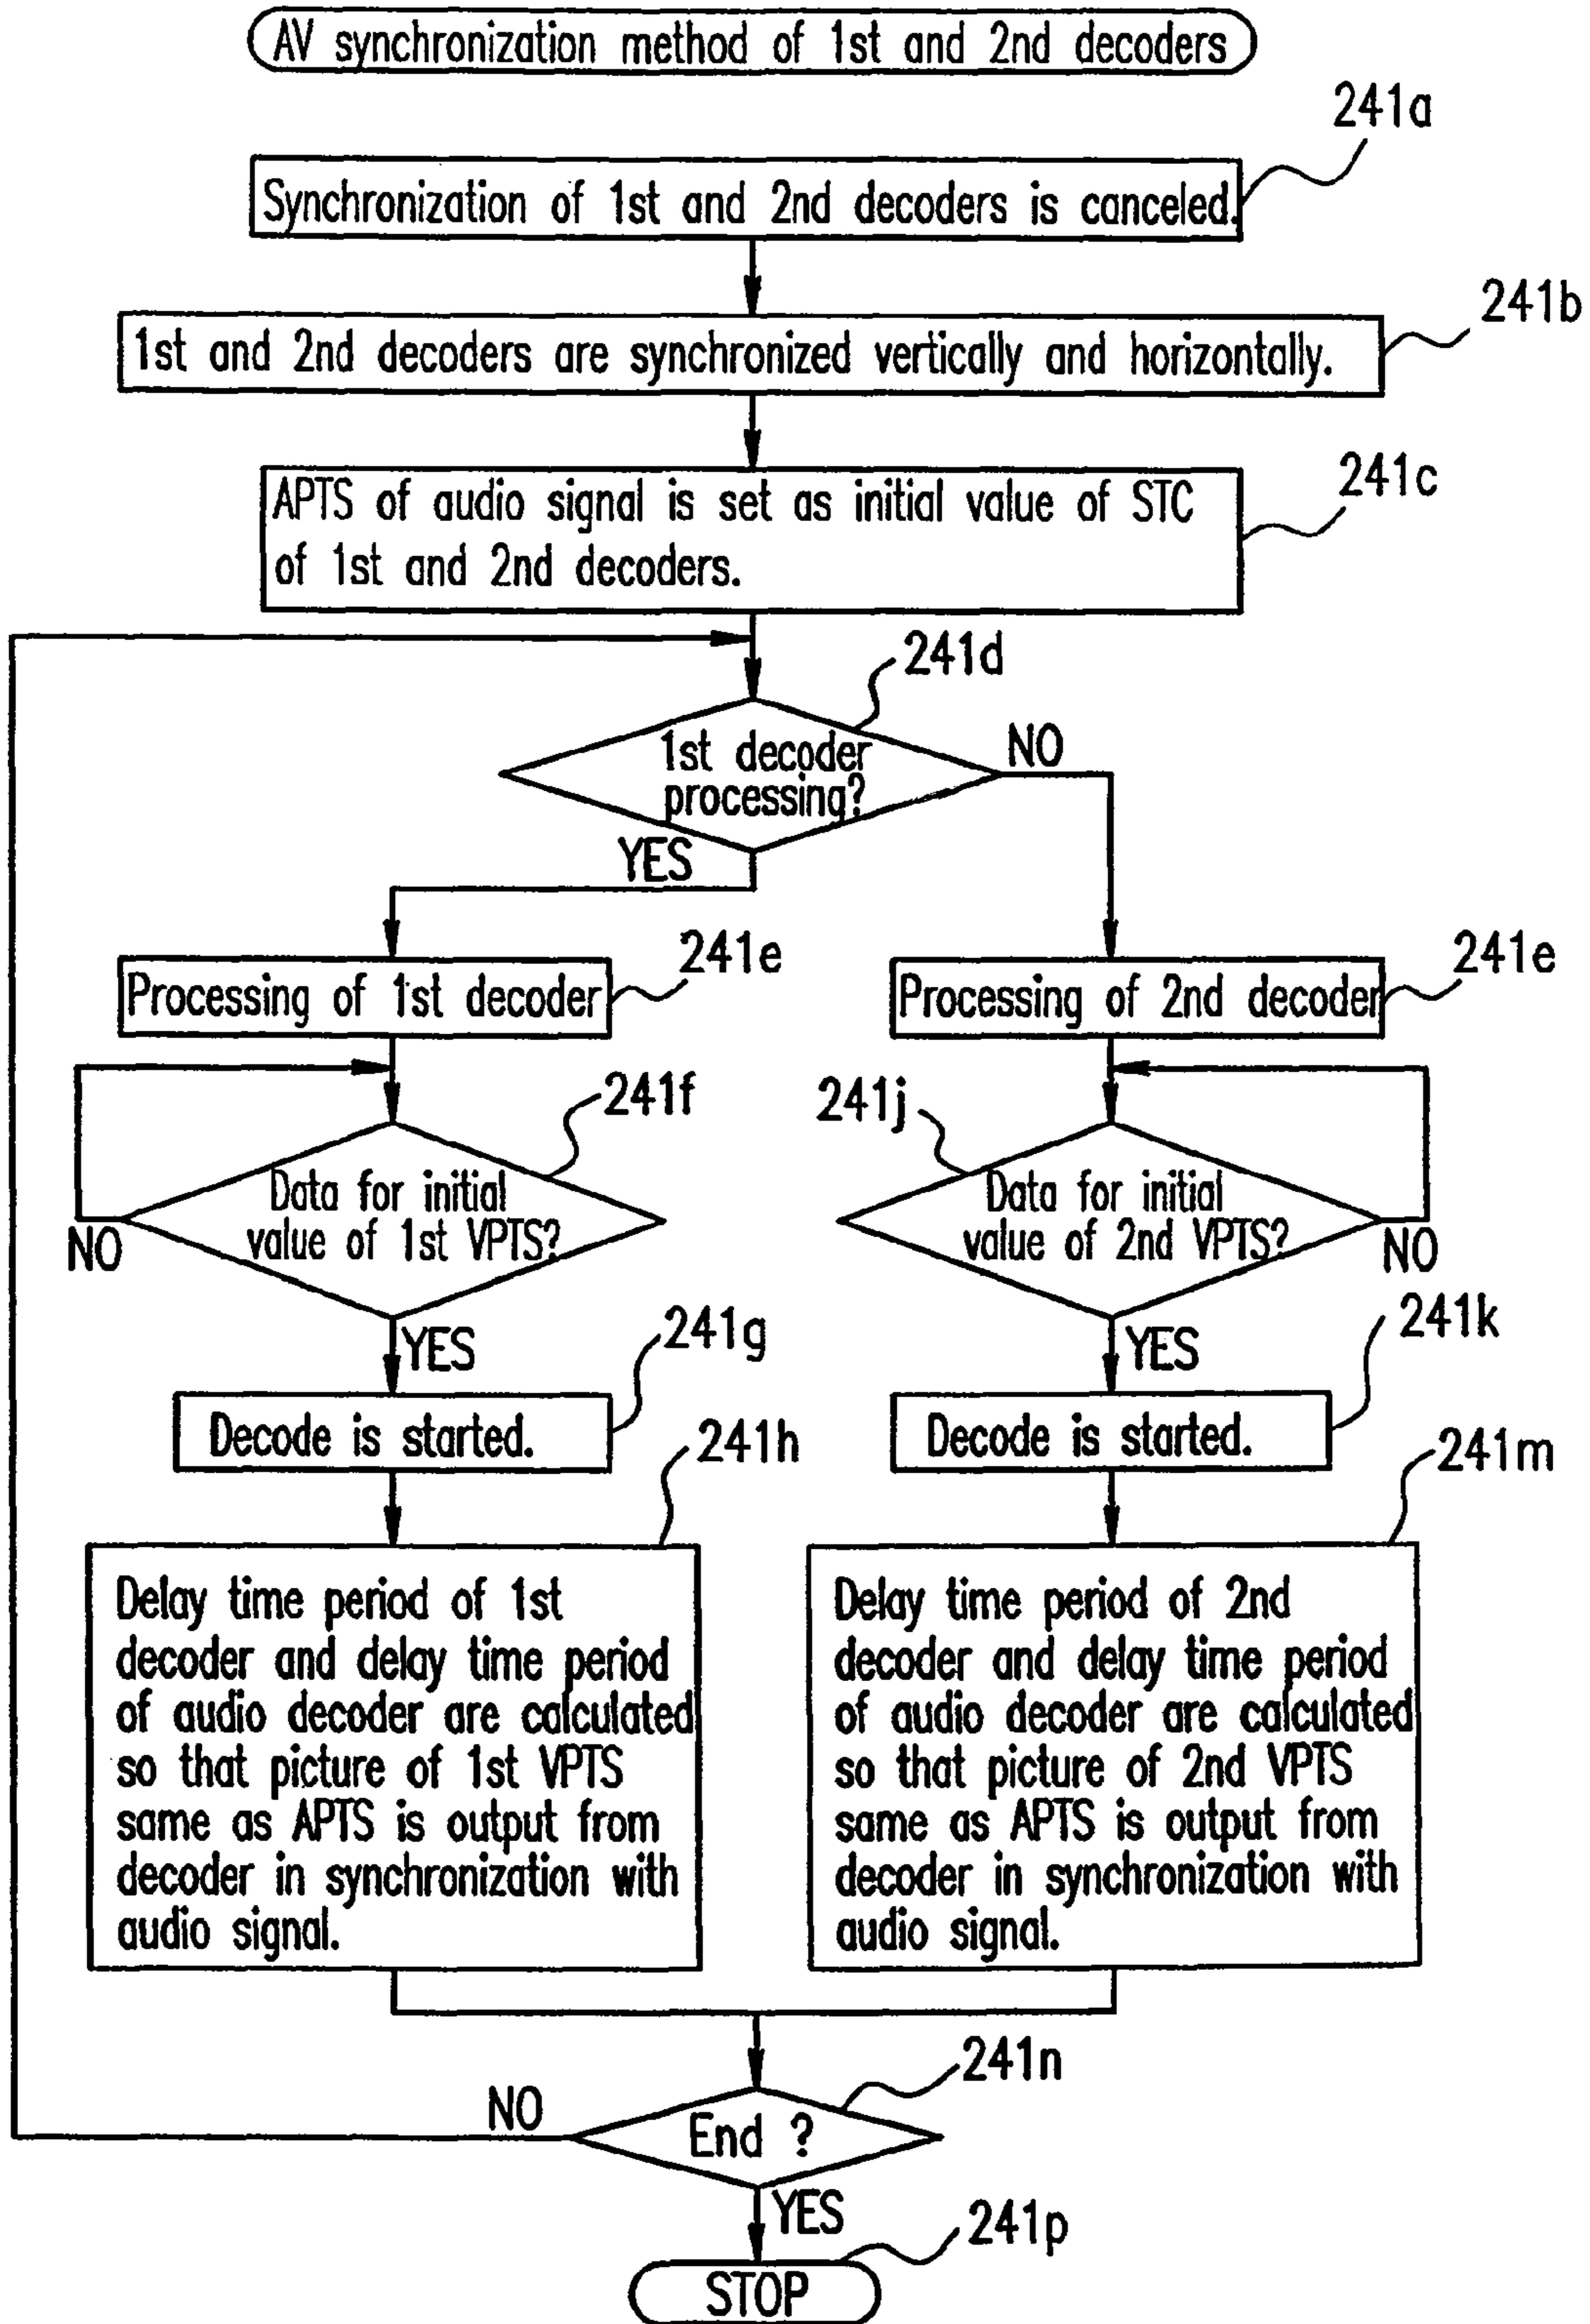 AV synchronization method of 1st and 2nd decoders
241a
Synchronization of 1st and 2nd decoders is canceled.
241b
1st and 2nd decoders are synchronized vertically and horizontally.
241c
APTS of audio signal is set as initial value of STC
of 1st and 2nd decoders.
241d
1st decoder
processing?
NO
YES
241e
Processing of 1st decoder
241e
Processing of 2nd decoder
241f
Data for initial
value of 1st VPTS?
NO
241j
Data for initial
value of 2nd VPTS?
NO
YES
241g
Decode is started.
YES
241k
Decode is started.
241h
Delay time period of 1st
decoder and delay time period
of audio decoder are calculated
so that picture of 1st VPTS
same as APTS is output from
decoder in synchronization with
audio signal.
241m
Delay time period of 2nd
decoder and delay time period
of audio decoder are calculated
so that picture of 2nd VPTS
same as APTS is output from
decoder in synchronization with
audio signal.
241n
End ?
NO
YES
241p
STOP